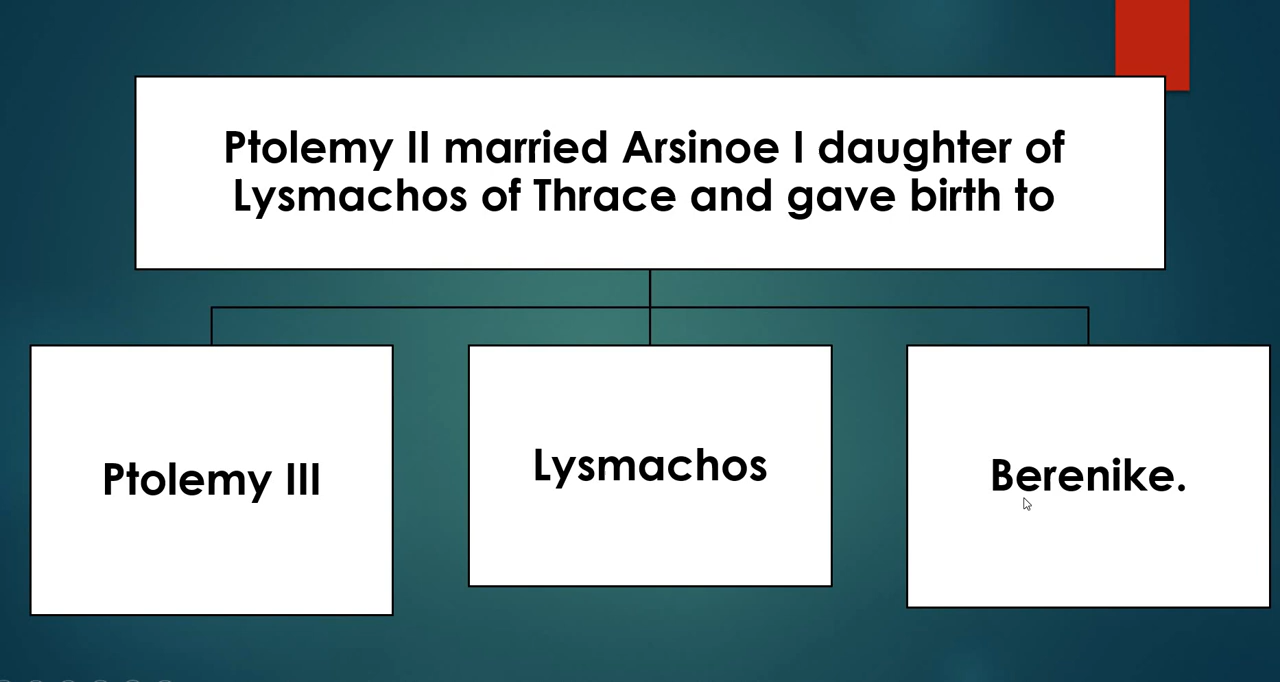 Ptolemy II married Arsinoe I daughter of
Lysmachos of Thrace and gave birth to
Ptolemy III
Lysmachos
Berenike.